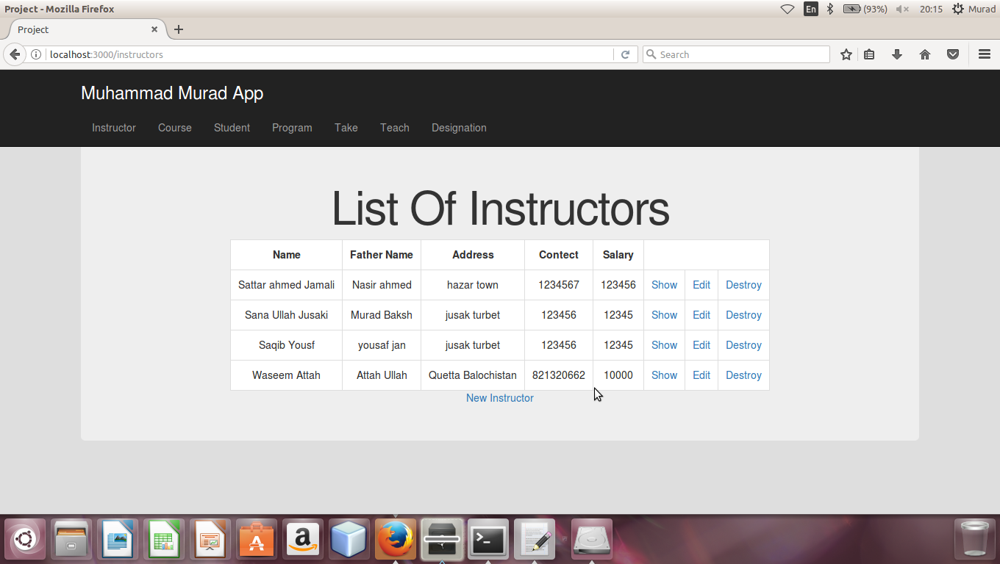 Project - Mozilla Firefox En (93%) 20:15 Murad
Project
localhost:3000/instructors Search
Muhammad Murad App
Instructor Course Student Program Take Teach Designation
List Of Instructors
Name Father Name Address Contect Salary
Sattar ahmed Jamali Nasir ahmed hazar town 1234567 123456 Show Edit Destroy
Sana Ullah Jusaki Murad Baksh jusak turbet 123456 12345 Show Edit Destroy
Saqib Yousf yousaf jan jusak turbet 123456 12345 Show Edit Destroy
Waseem Attah Attah Ullah Quetta Balochistan 821320662 10000 Show Edit Destroy
New Instructor